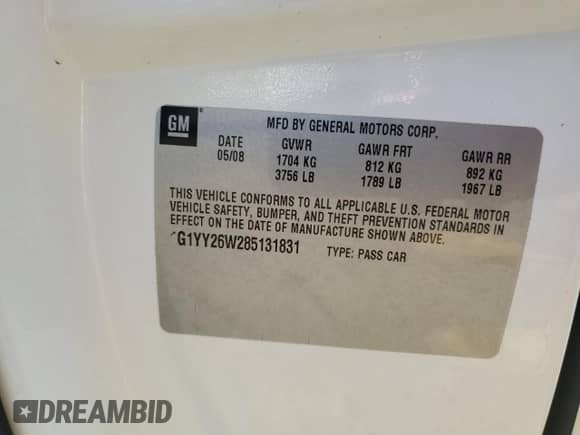 GM
®
MFD BY GENERAL MOTORS CORP.
DATE GVWR GAWR FRT GAWR RR
05/08 1704 KG 812 KG 892 KG
3756 LB 1789 LB 1967 LB
THIS VEHICLE CONFORMS TO ALL APPLICABLE U.S. FEDERAL MOTOR
VEHICLE SAFETY, BUMPER, AND THEFT PREVENTION STANDARDS IN
EFFECT ON THE DATE OF MANUFACTURE SHOWN ABOVE.
G1YY26W285131831 TYPE: PASS CAR
DREAMBID